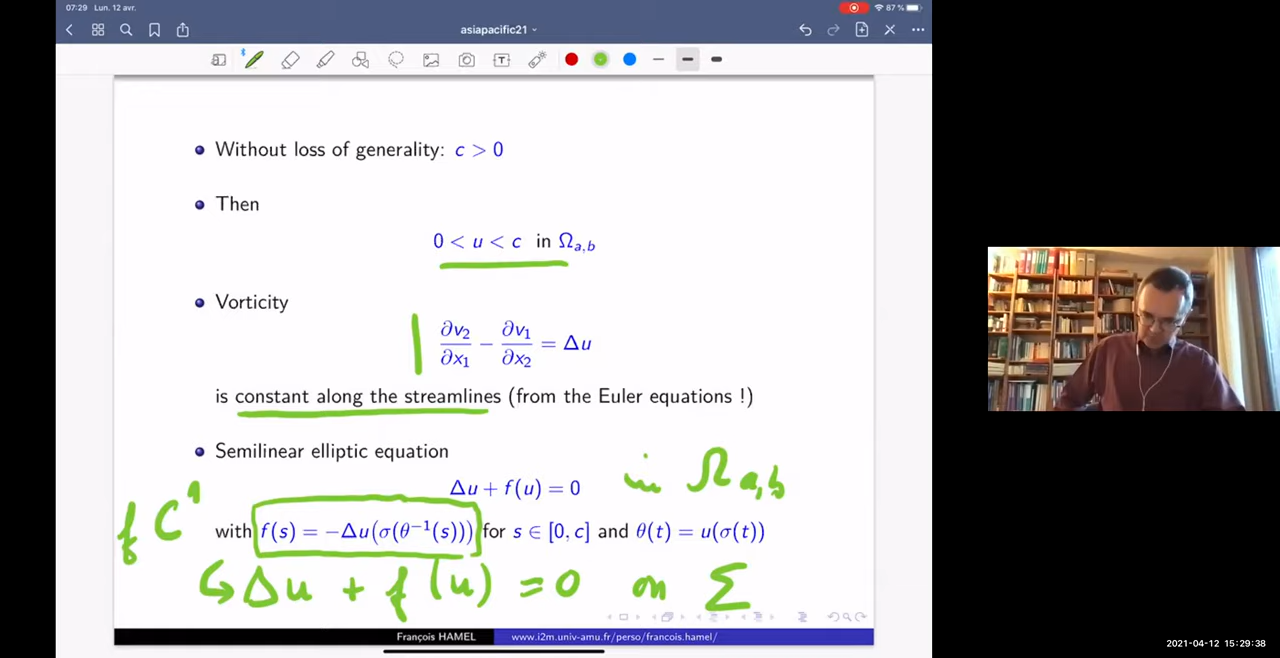 07:29 Lun. 12 avr.
87 %
asiapacific21
Without loss of generality: c > 0
Then
0 < u < c in Ω_{a,b}
Vorticity
∂v₂/∂x₁ − ∂v₁/∂x₂ = Δu
is constant along the streamlines (from the Euler equations !)
Semilinear elliptic equation
Δu + f(u) = 0 in Ω a,b
f C¹
with f(s) = −Δu(σ(θ⁻¹(s))) for s ∈ [0, c] and θ(t) = u(σ(t))
↳ Δu + f(u) = 0 on Σ
François HAMEL www.i2m.univ-amu.fr/perso/francois.hamel/
2021-04-12 15:29:38